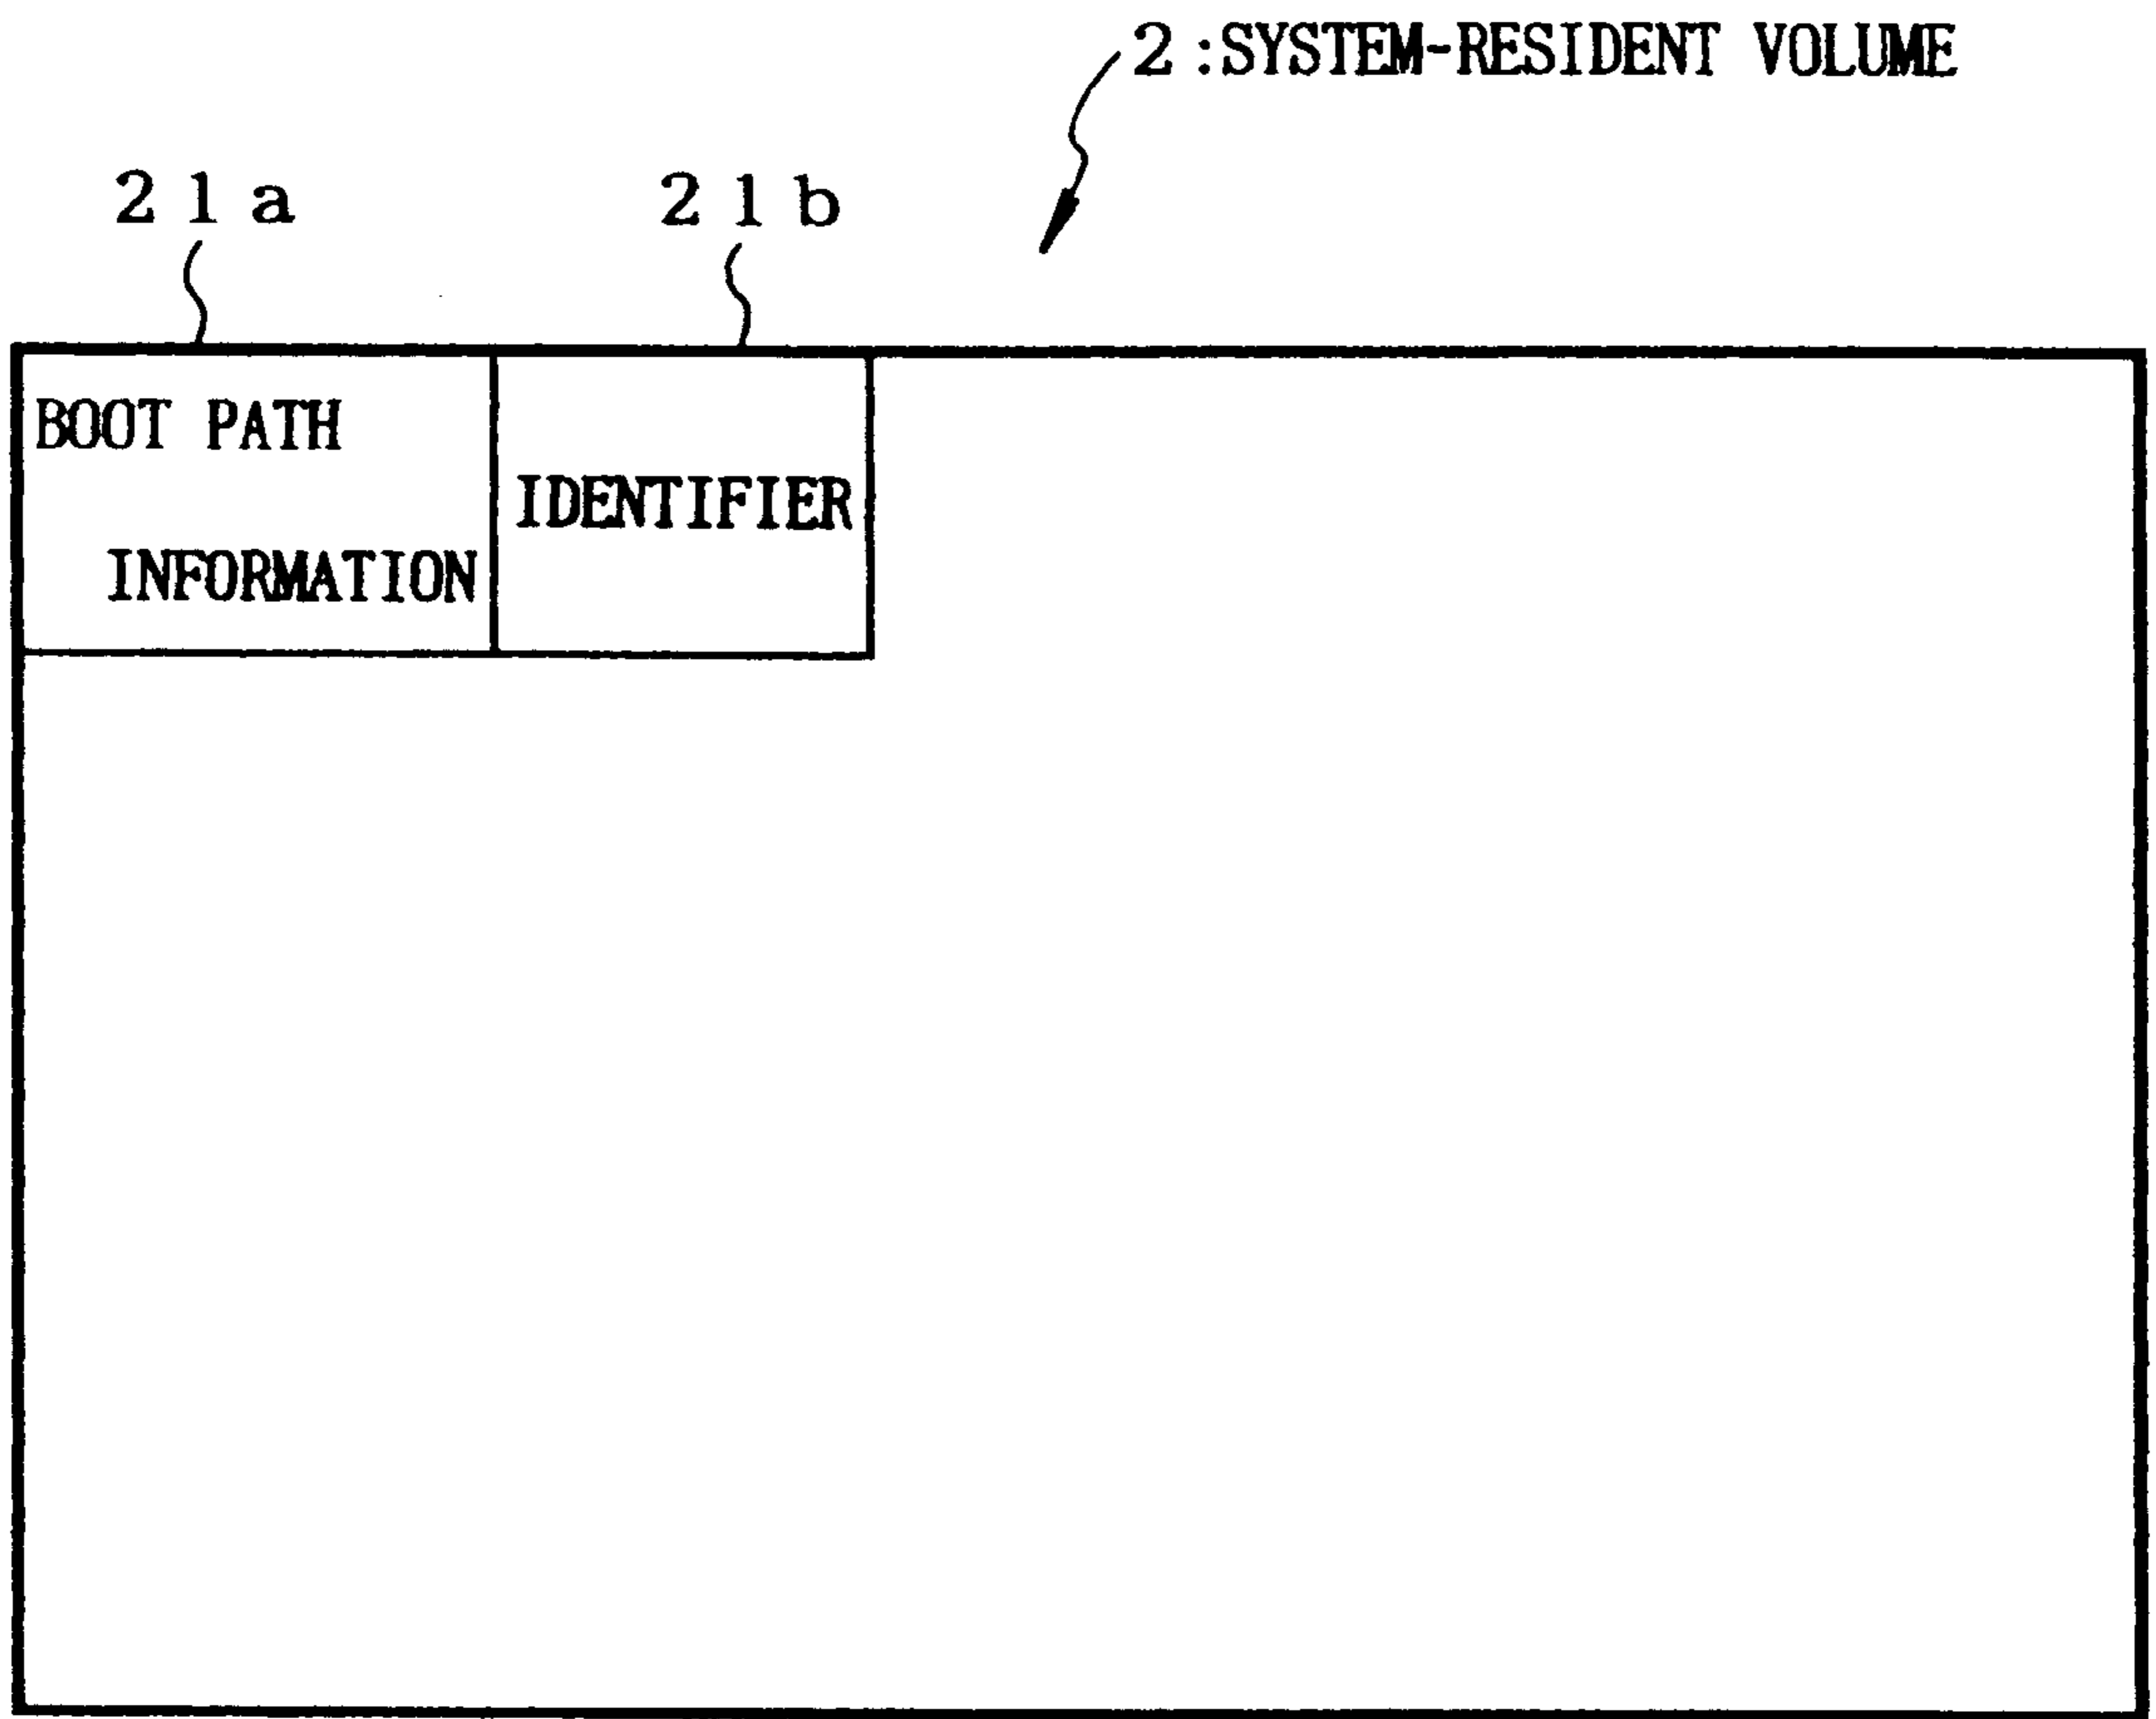 2:SYSTEM-RESIDENT VOLUME
21a
21b
BOOT PATH
INFORMATION
IDENTIFIER